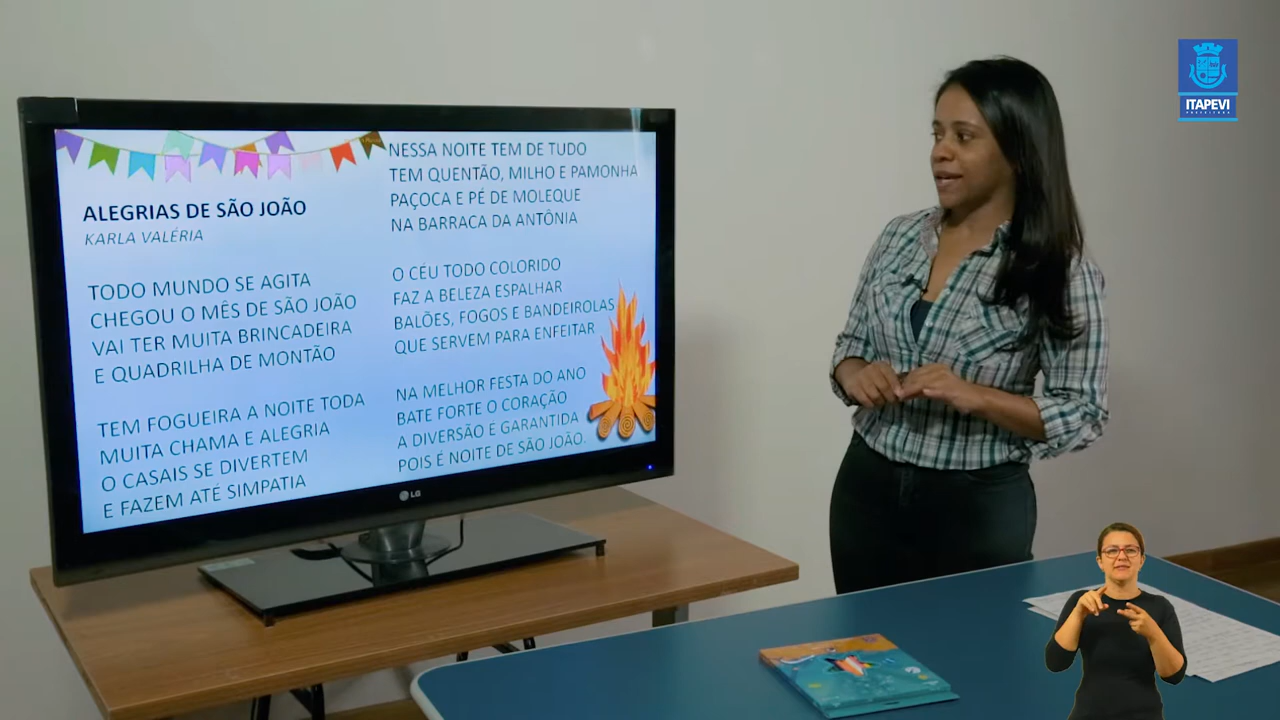 ALEGRIAS DE SÃO JOÃO
KARLA VALÉRIA
TODO MUNDO SE AGITA
CHEGOU O MÊS DE SÃO JOÃO
VAI TER MUITA BRINCADEIRA
E QUADRILHA DE MONTÃO
TEM FOGUEIRA A NOITE TODA
MUITA CHAMA E ALEGRIA
O CASAIS SE DIVERTEM
E FAZEM ATÉ SIMPATIA
NESSA NOITE TEM DE TUDO
TEM QUENTÃO, MILHO E PAMONHA
PAÇOCA E PÉ DE MOLEQUE
NA BARRACA DA ANTÔNIA
O CÉU TODO COLORIDO
FAZ A BELEZA ESPALHAR
BALÕES, FOGOS E BANDEIROLAS
QUE SERVEM PARA ENFEITAR
NA MELHOR FESTA DO ANO
BATE FORTE O CORAÇÃO
A DIVERSÃO É GARANTIDA
POIS É NOITE DE SÃO JOÃO.
LG
ITAPEVI
PREFEITURA